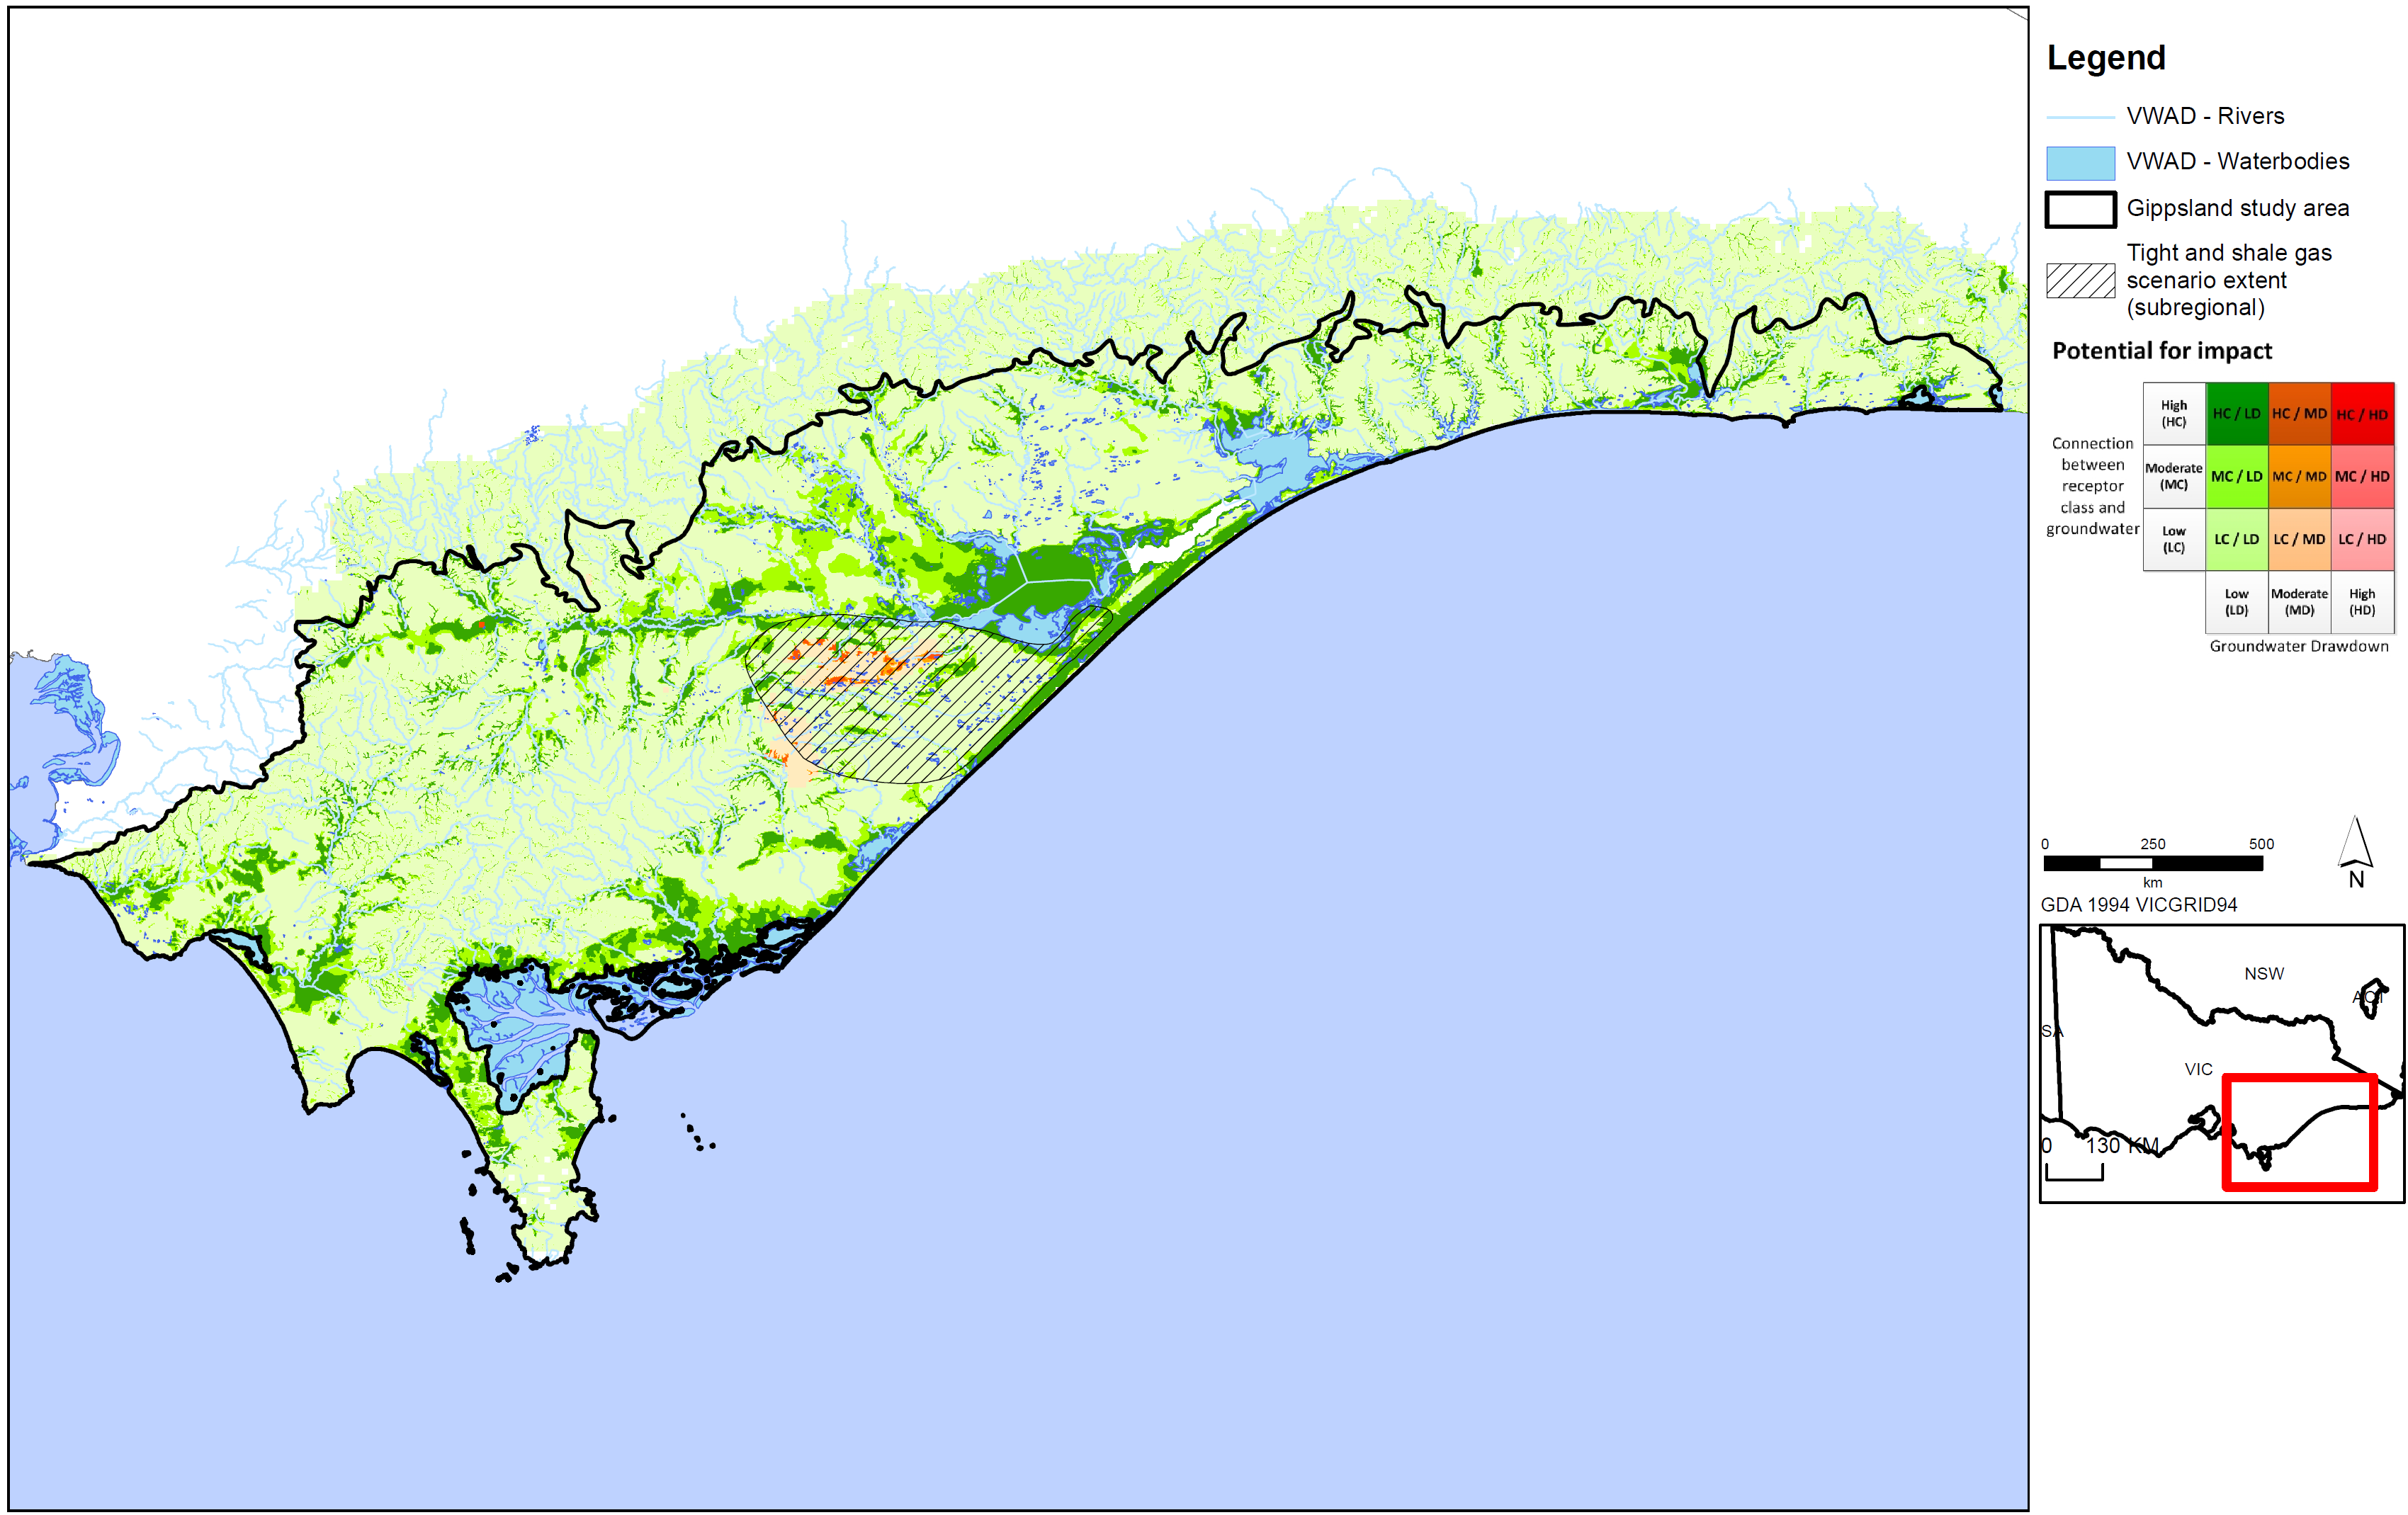 Legend
VWAD - Rivers
VWAD - Waterbodies
Gippsland study area
Tight and shale gas
scenario extent
(subregional)
Potential for impact
High
(HC)
HC / LD
HC / MD
HC / HD
Connection
between
receptor
class and
groundwater
Moderate
(MC)
MC / LD
MC / MD
MC / HD
Low
(LC)
LC / LD
LC / MD
LC / HD
Low
(LD)
Moderate
(MD)
High
(HD)
Groundwater Drawdown
0 250 500
km
N
GDA 1994 VICGRID94
NSW
ACT
SA
VIC
0 130 KM